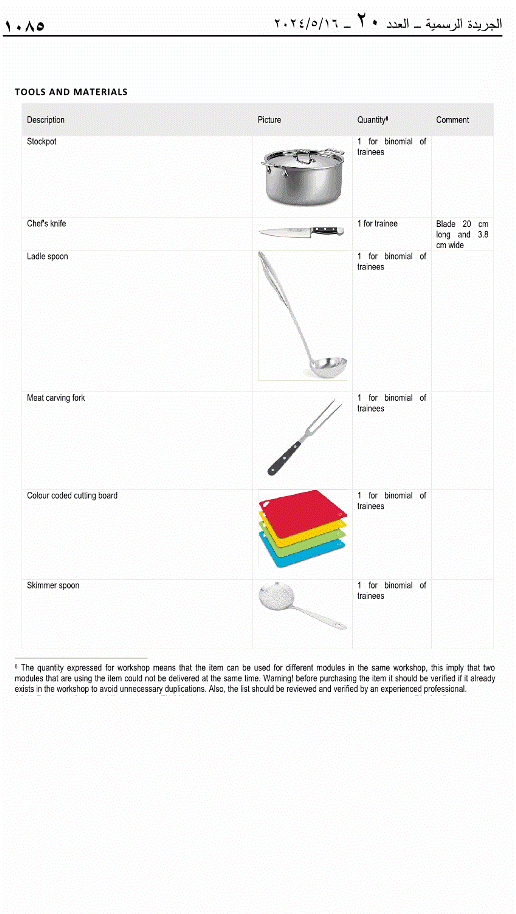 ١٠٨٥ الجريدة الرسمية – العدد ٢٠ – ٢٠٢٤/٥/١٦
TOOLS AND MATERIALS
Description Picture Quantity⁸ Comment
Stockpot 1 for binomial of
trainees
Chef's knife 1 for trainee Blade 20 cm
long and 3.8
cm wide
Ladle spoon 1 for binomial of
trainees
Meat carving fork 1 for binomial of
trainees
Colour coded cutting board 1 for binomial of
trainees
Skimmer spoon 1 for binomial of
trainees
⁸ The quantity expressed for workshop means that the item can be used for different modules in the same workshop, this imply that two
modules that are using the item could not be delivered at the same time. Warning! before purchasing the item it should be verified if it already
exists in the workshop to avoid unnecessary duplications. Also, the list should be reviewed and verified by an experienced professional.